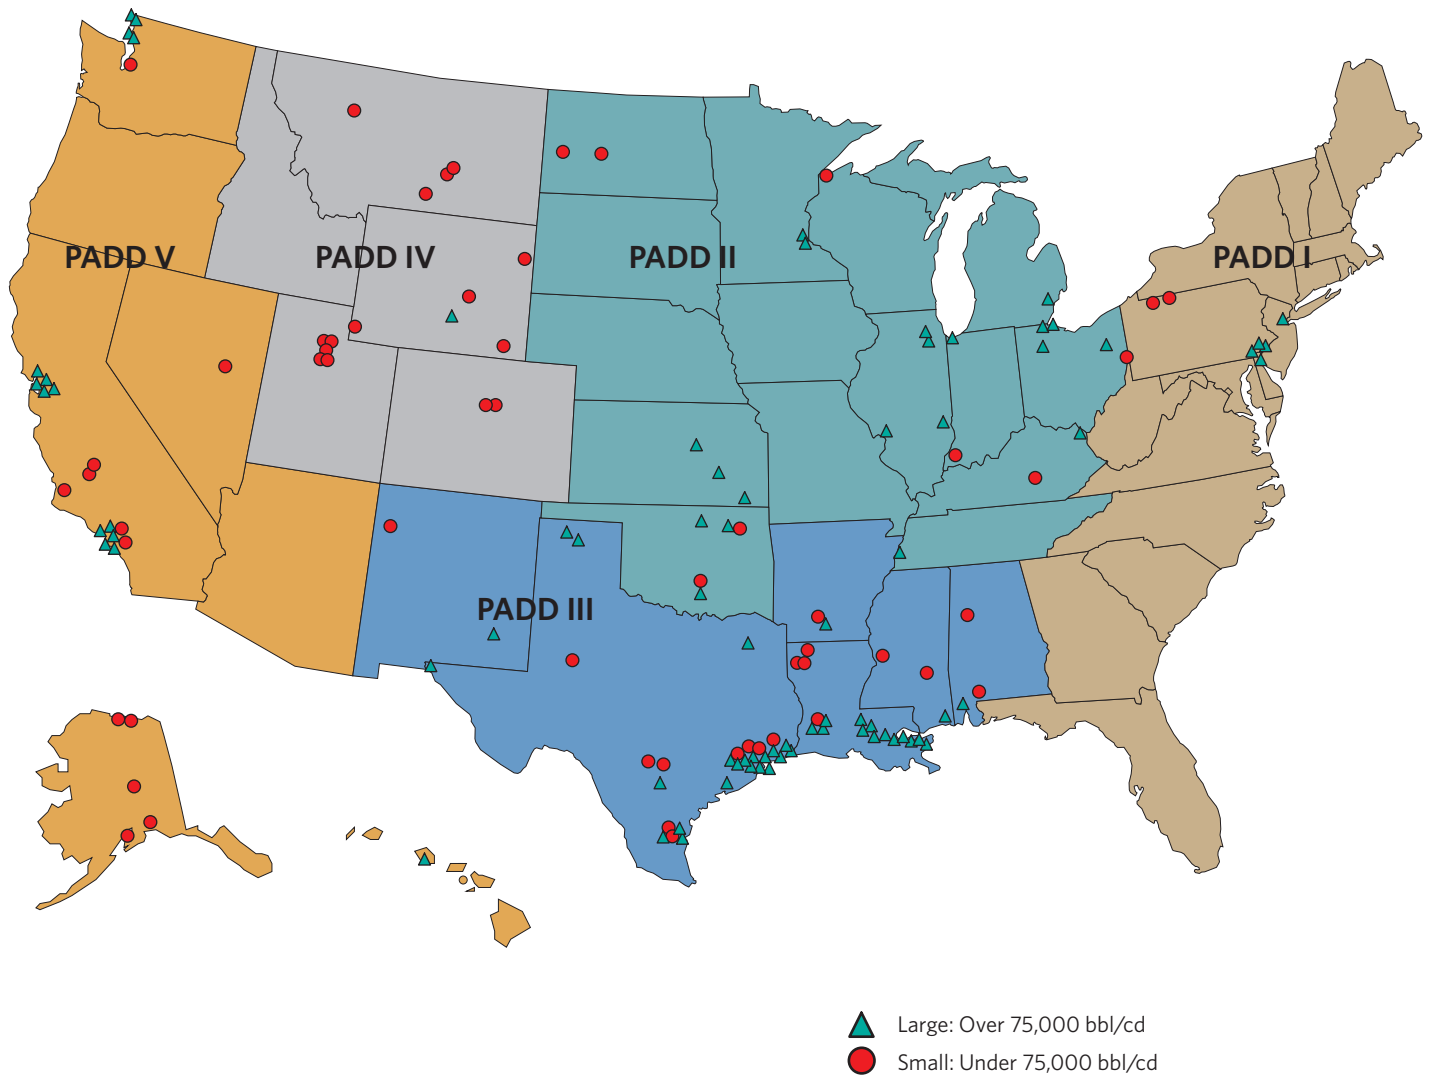 PADD V
PADD IV
PADD II
PADD I
PADD III
Large: Over 75,000 bbl/cd
Small: Under 75,000 bbl/cd